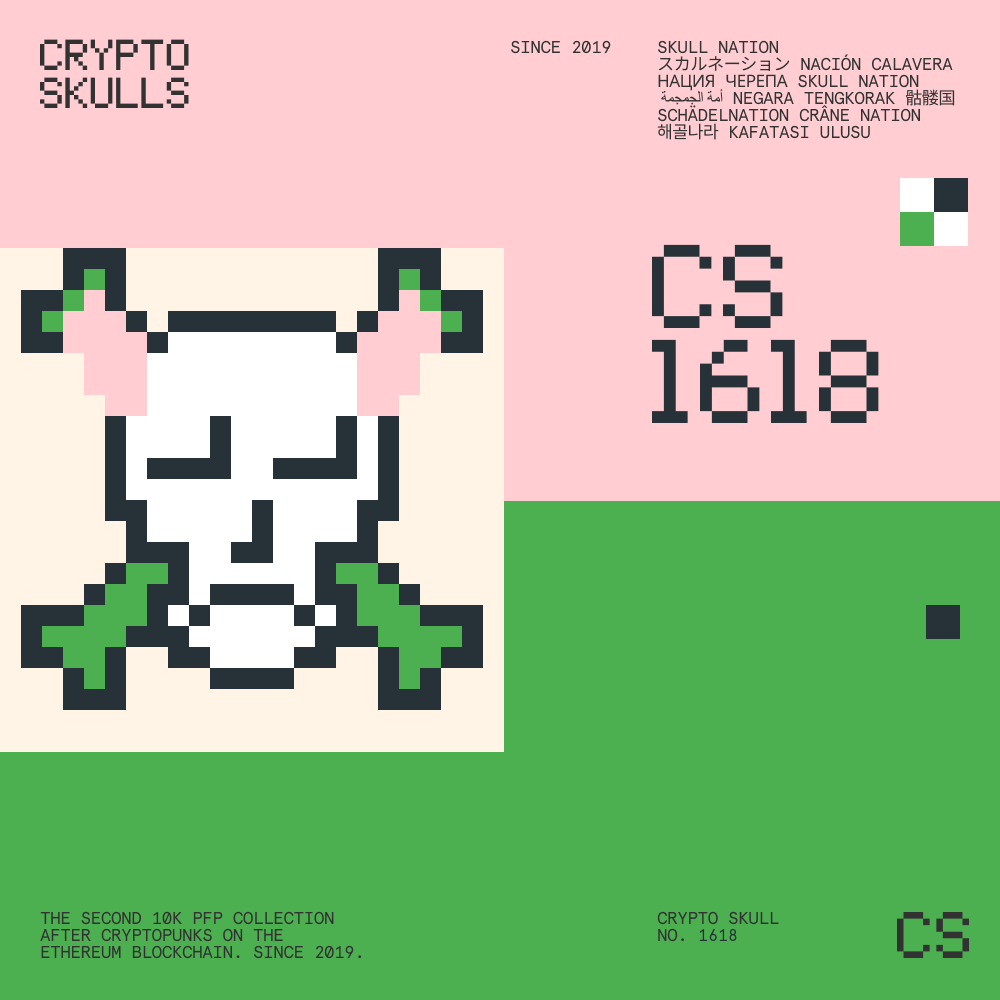 CRYPTO
SKULLS
SINCE 2019
SKULL NATION
スカルネーション NACIÓN CALAVERA
НАЦИЯ ЧЕРЕПА SKULL NATION
أمة الجمجمة NEGARA TENGKORAK 骷髅国
SCHÄDELNATION CRÂNE NATION
해골나라 KAFATASI ULUSU
CS
1618
THE SECOND 10K PFP COLLECTION
AFTER CRYPTOPUNKS ON THE
ETHEREUM BLOCKCHAIN. SINCE 2019.
CRYPTO SKULL
NO. 1618
CS